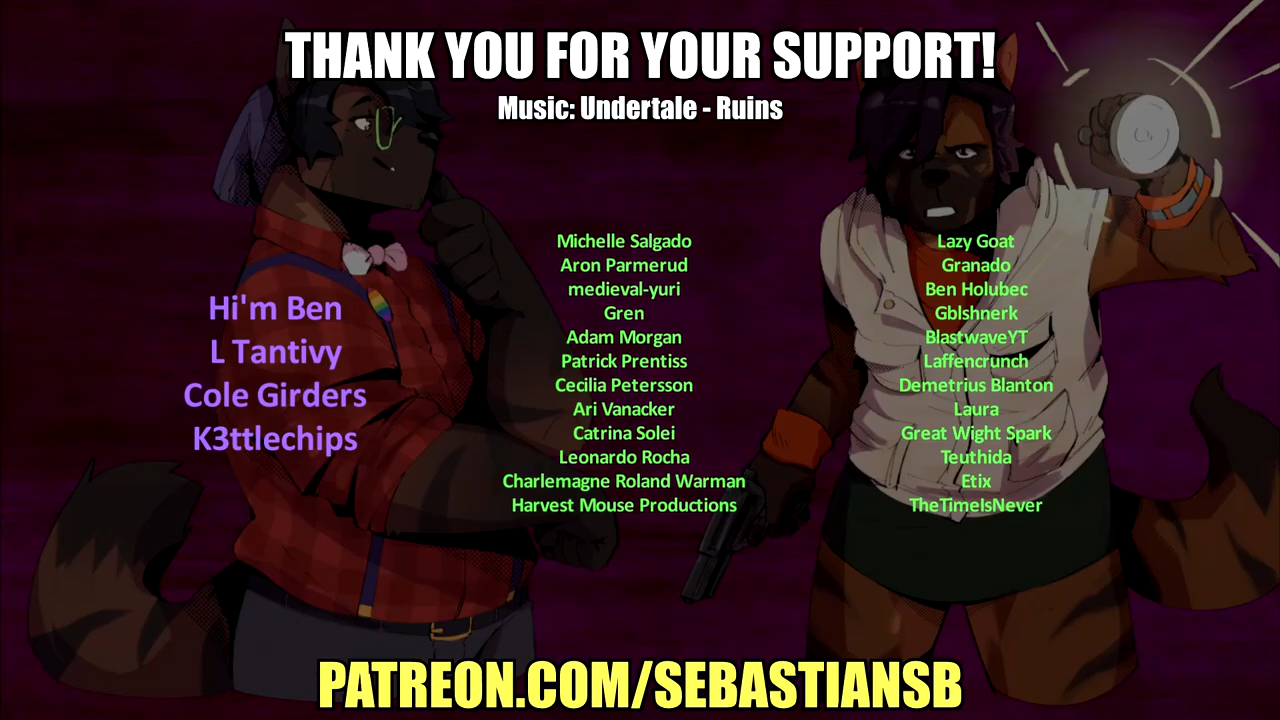 THANK YOU FOR YOUR SUPPORT!
Music: Undertale - Ruins
Hi'm Ben
L Tantivy
Cole Girders
K3ttlechips
Michelle Salgado
Aron Parmerud
medieval-yuri
Gren
Adam Morgan
Patrick Prentiss
Cecilia Petersson
Ari Vanacker
Catrina Solei
Leonardo Rocha
Charlemagne Roland Warman
Harvest Mouse Productions
Lazy Goat
Granado
Ben Holubec
Gblshnerk
BlastwaveYT
Laffencrunch
Demetrius Blanton
Laura
Great Wight Spark
Teuthida
Etix
TheTimeIsNever
PATREON.COM/SEBASTIANSB